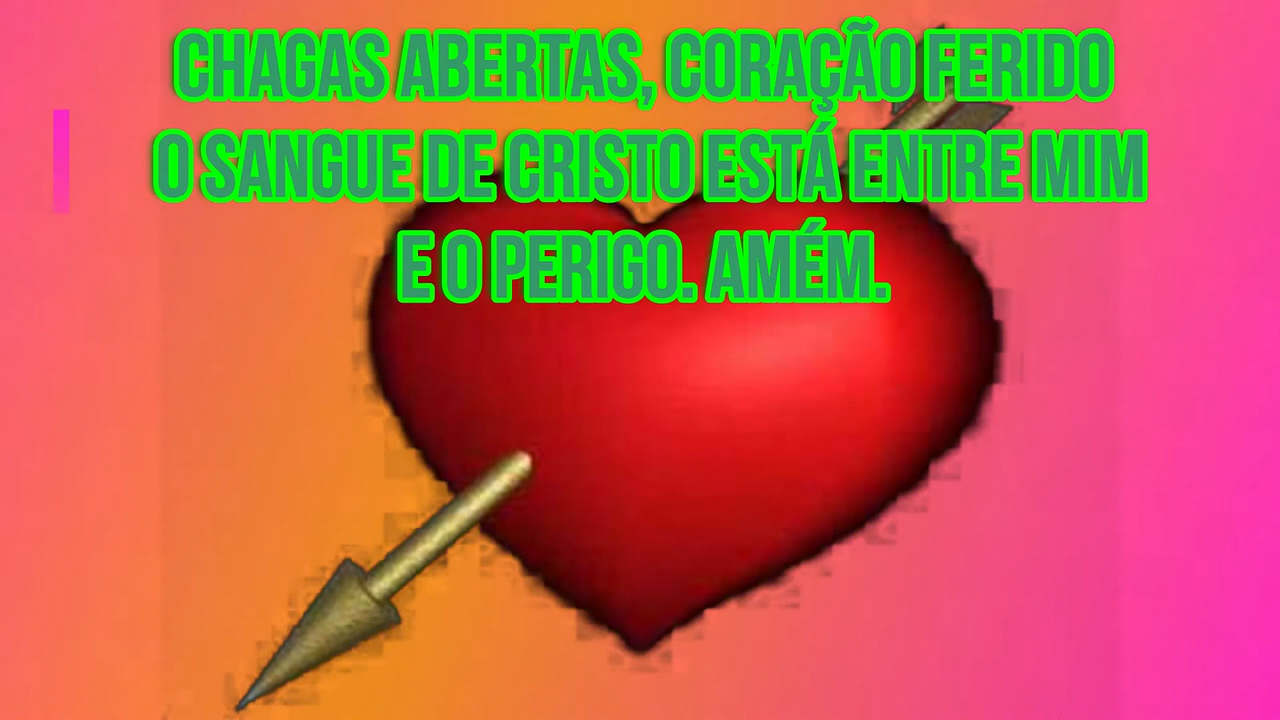 CHAGAS ABERTAS, CORAÇÃO FERIDO
O SANGUE DE CRISTO ESTÁ ENTRE MIM
E O PERIGO. AMÉM.